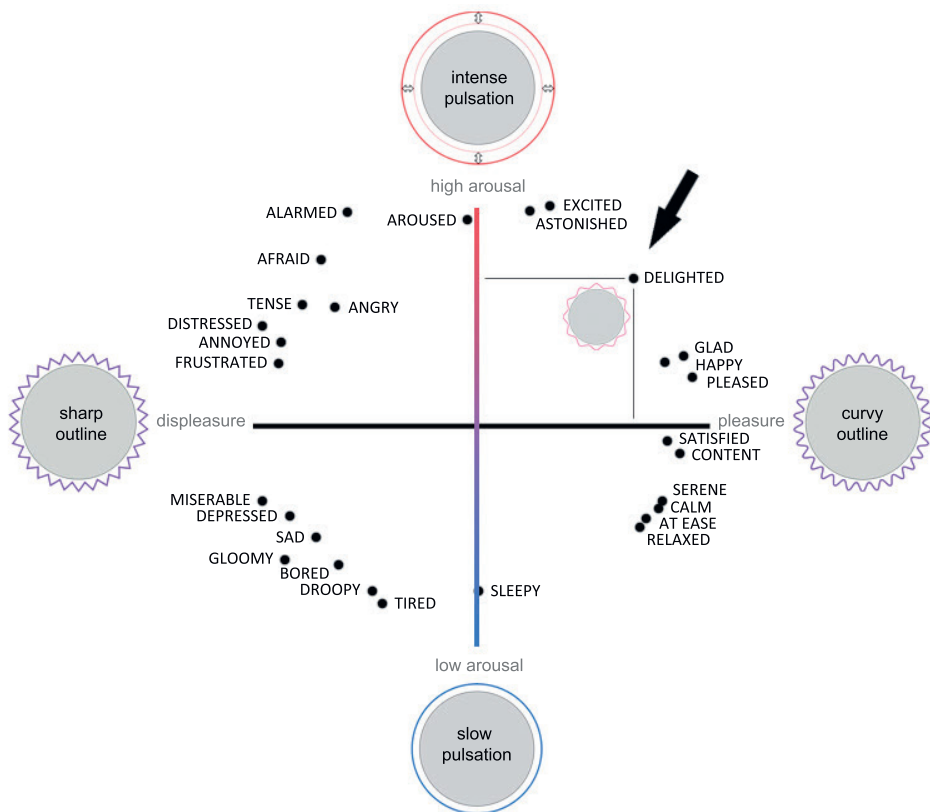 intense
pulsation
high arousal
ALARMED
AROUSED
EXCITED
ASTONISHED
AFRAID
DELIGHTED
TENSE
ANGRY
DISTRESSED
ANNOYED
FRUSTRATED
GLAD
HAPPY
PLEASED
sharp
outline
displeasure
pleasure
curvy
outline
SATISFIED
CONTENT
MISERABLE
DEPRESSED
SAD
GLOOMY
BORED
DROOPY
TIRED
SERENE
CALM
AT EASE
RELAXED
SLEEPY
low arousal
slow
pulsation